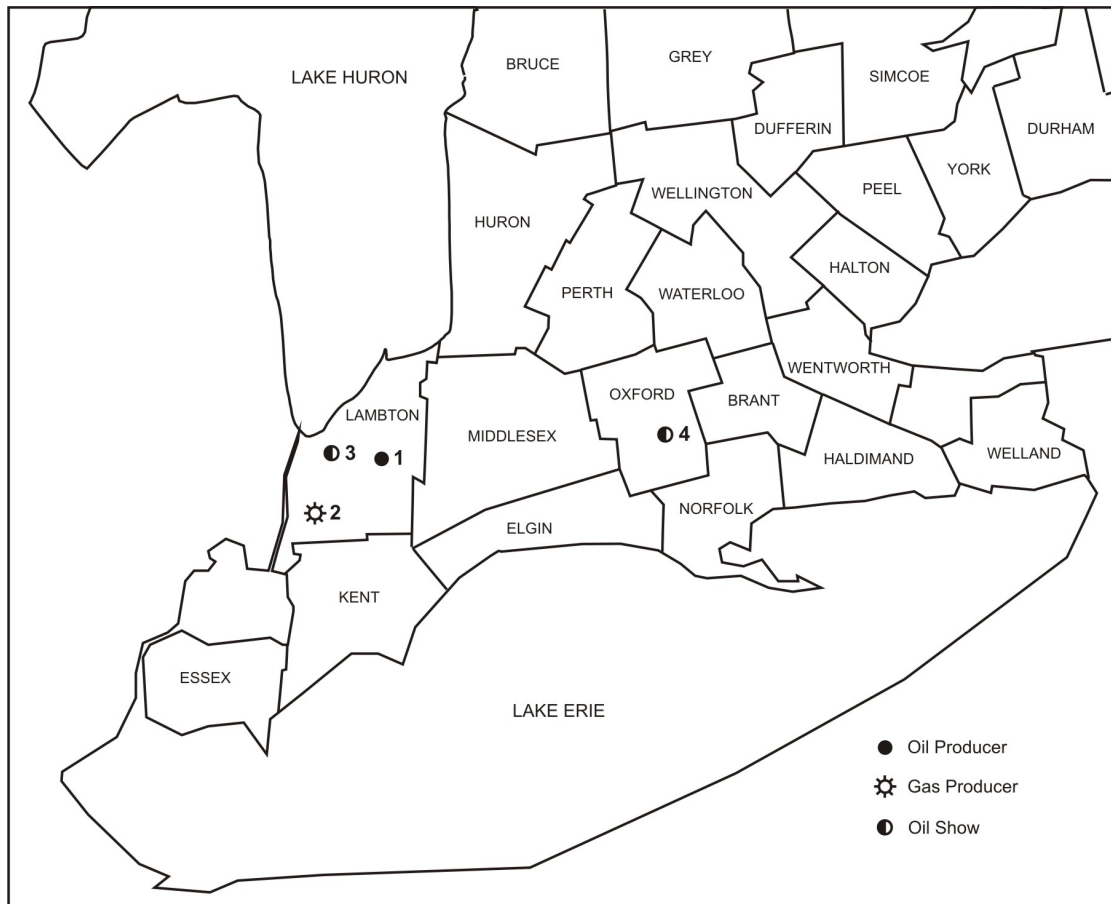 LAKE HURON
BRUCE
GREY
SIMCOE
DUFFERIN
DURHAM
YORK
PEEL
WELLINGTON
HURON
HALTON
PERTH
WATERLOO
WENTWORTH
OXFORD
BRANT
LAMBTON
MIDDLESEX
4
3
1
HALDIMAND
WELLAND
2
NORFOLK
ELGIN
KENT
ESSEX
LAKE ERIE
Oil Producer
Gas Producer
Oil Show